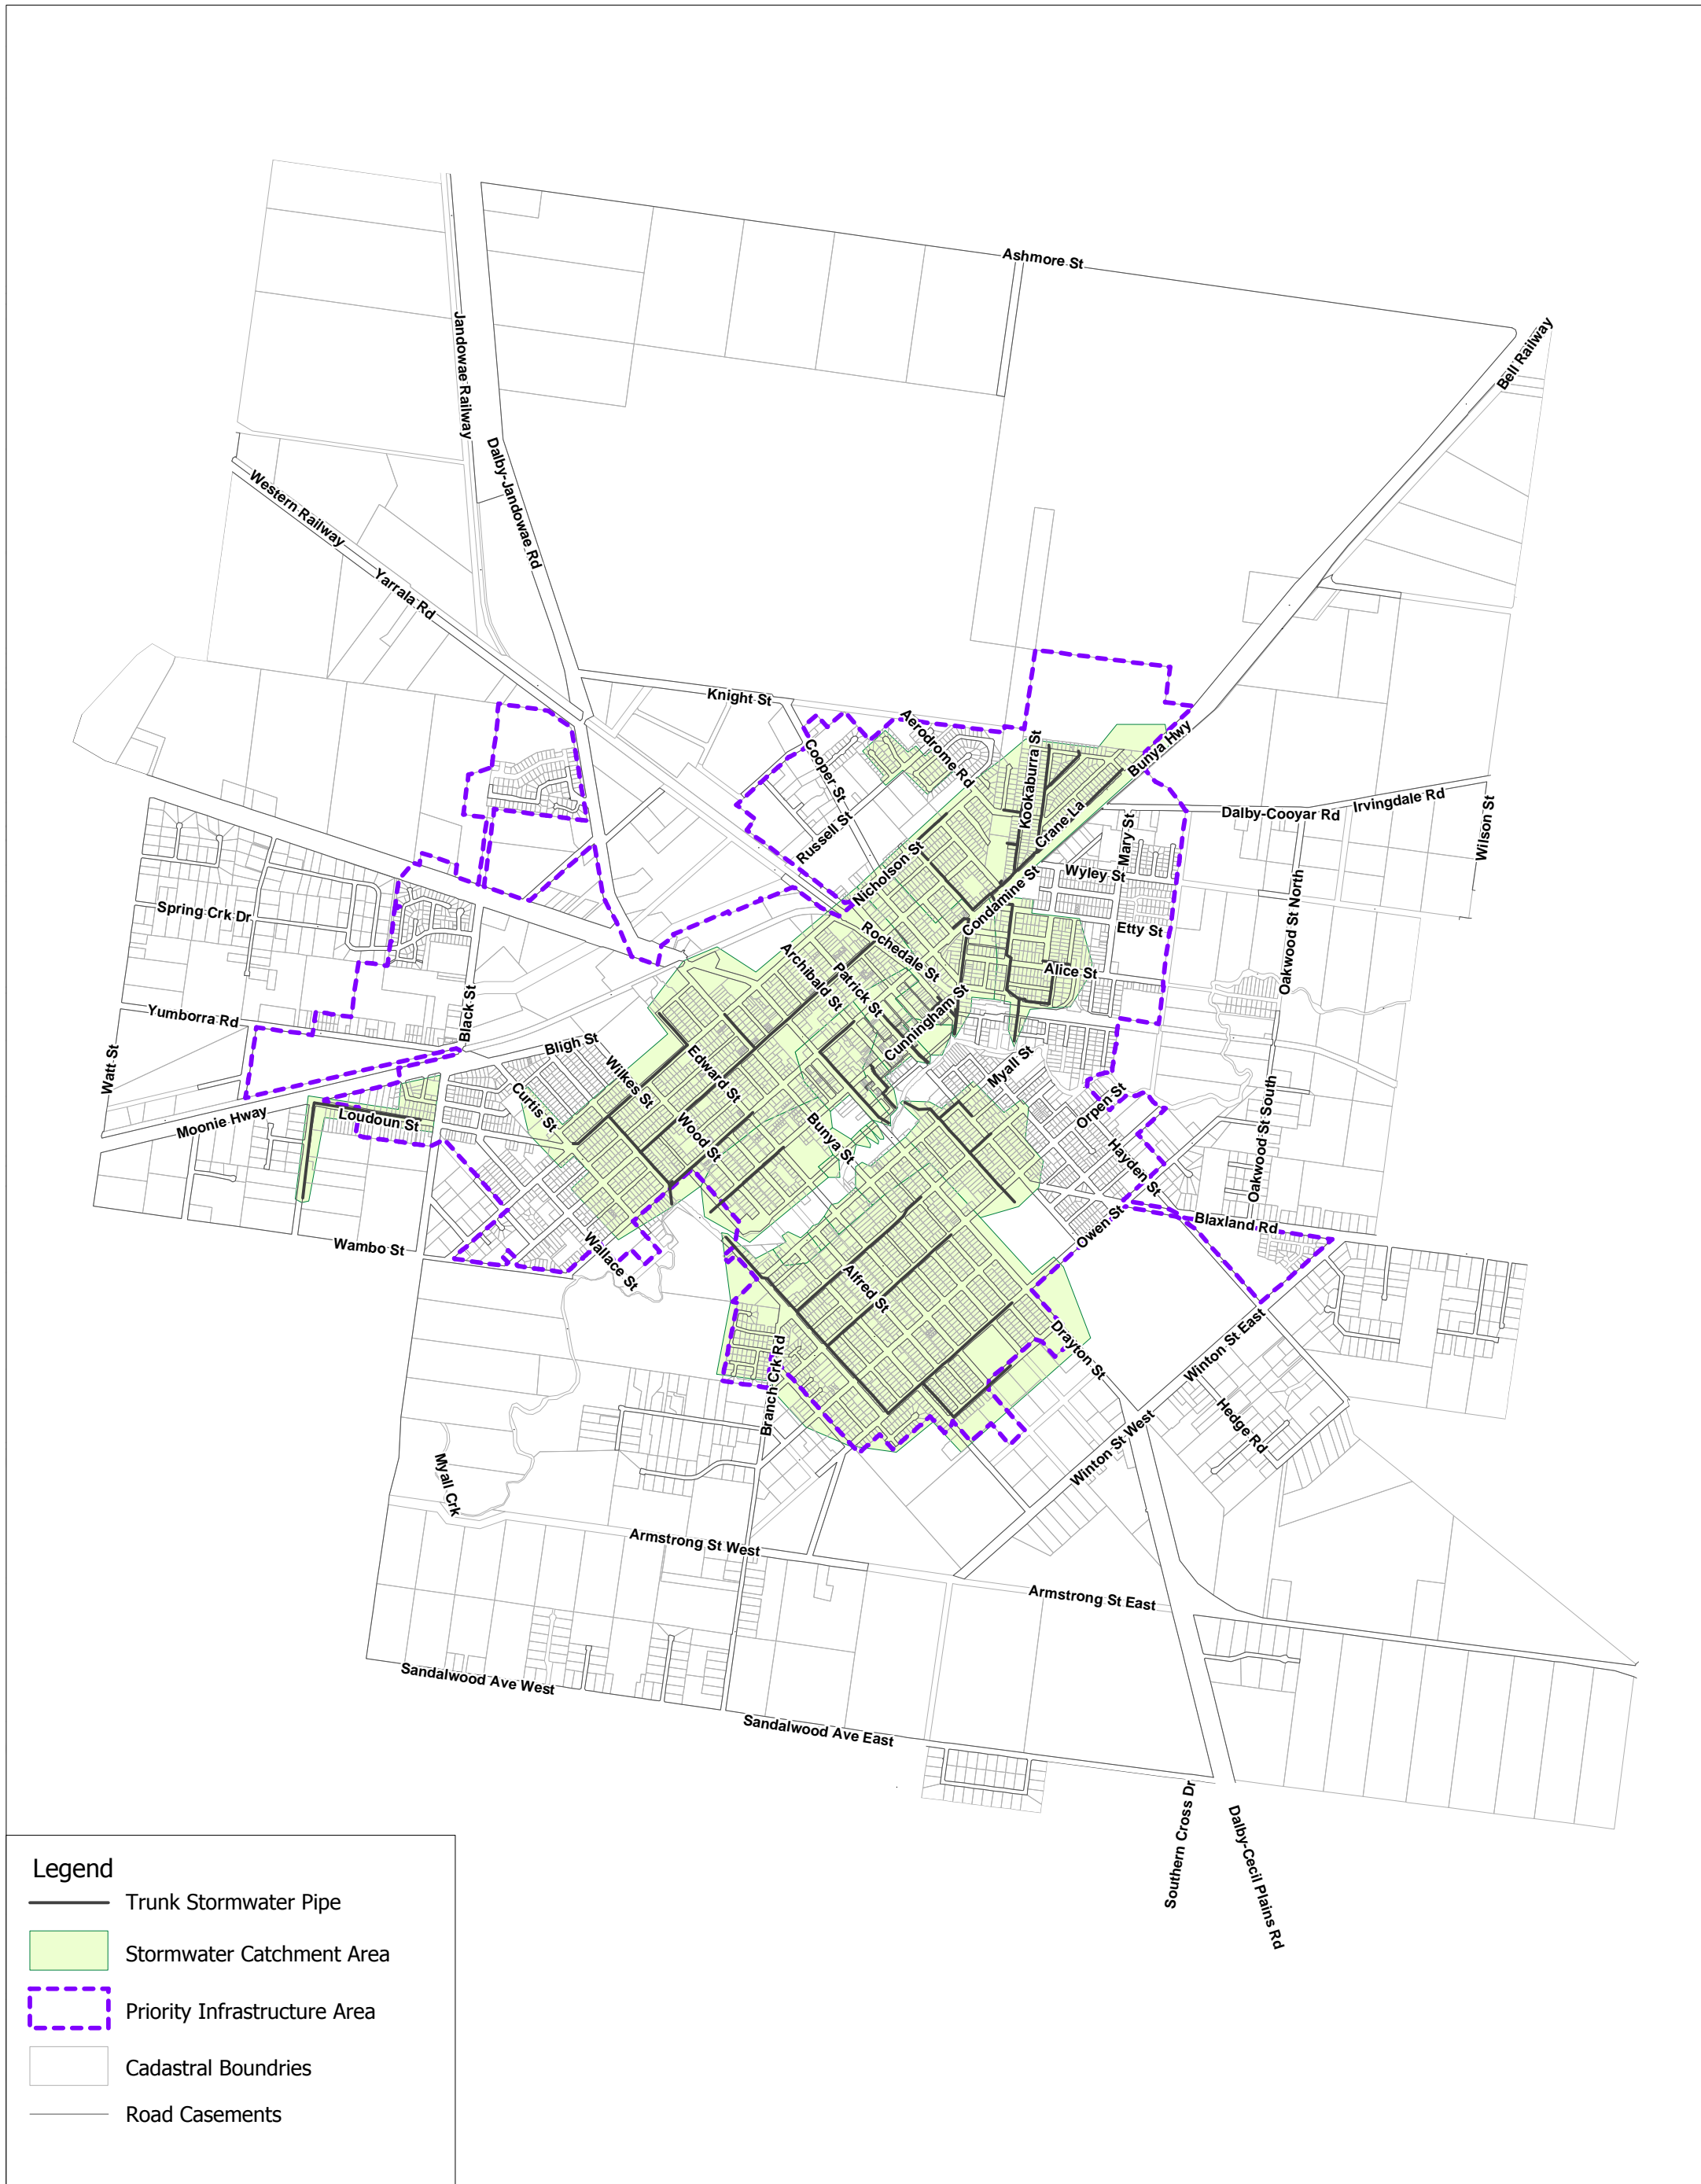 Ashmore St
Bell Railway
Jandowae Railway
Dalby-Jandowae Rd
Western Railway
Yarrala Rd
Knight St
Aerodrome Rd
Cooper St
Kookaburra St
Bunya Hwy
Crane La
Russell St
Dalby-Cooyar Rd
Irvingdale Rd
Wilson St
Mary St
Nicholson St
Wyley St
Condamine St
Spring Crk Dr
Etty St
Oakwood St North
Rochedale St
Archibald St
Patrick St
Alice St
Cunningham St
Yumborra Rd
Black St
Bligh St
Watt St
Wilkes St
Edward St
Myall St
Curtis St
Orpen St
Moonie Hway
Loudoun St
Wood St
Bunya St
Hayden St
Oakwood St South
Owen St
Blaxland Rd
Wambo St
Wallace St
Alfred St
Drayton St
Winton St East
Branch Crk Rd
Hedge Rd
Winton St West
Myall Crk
Armstrong St West
Armstrong St East
Sandalwood Ave West
Sandalwood Ave East
Southern Cross Dr
Dalby-Cecil Plains Rd
Legend
Trunk Stormwater Pipe
Stormwater Catchment Area
Priority Infrastructure Area
Cadastral Boundries
Road Casements